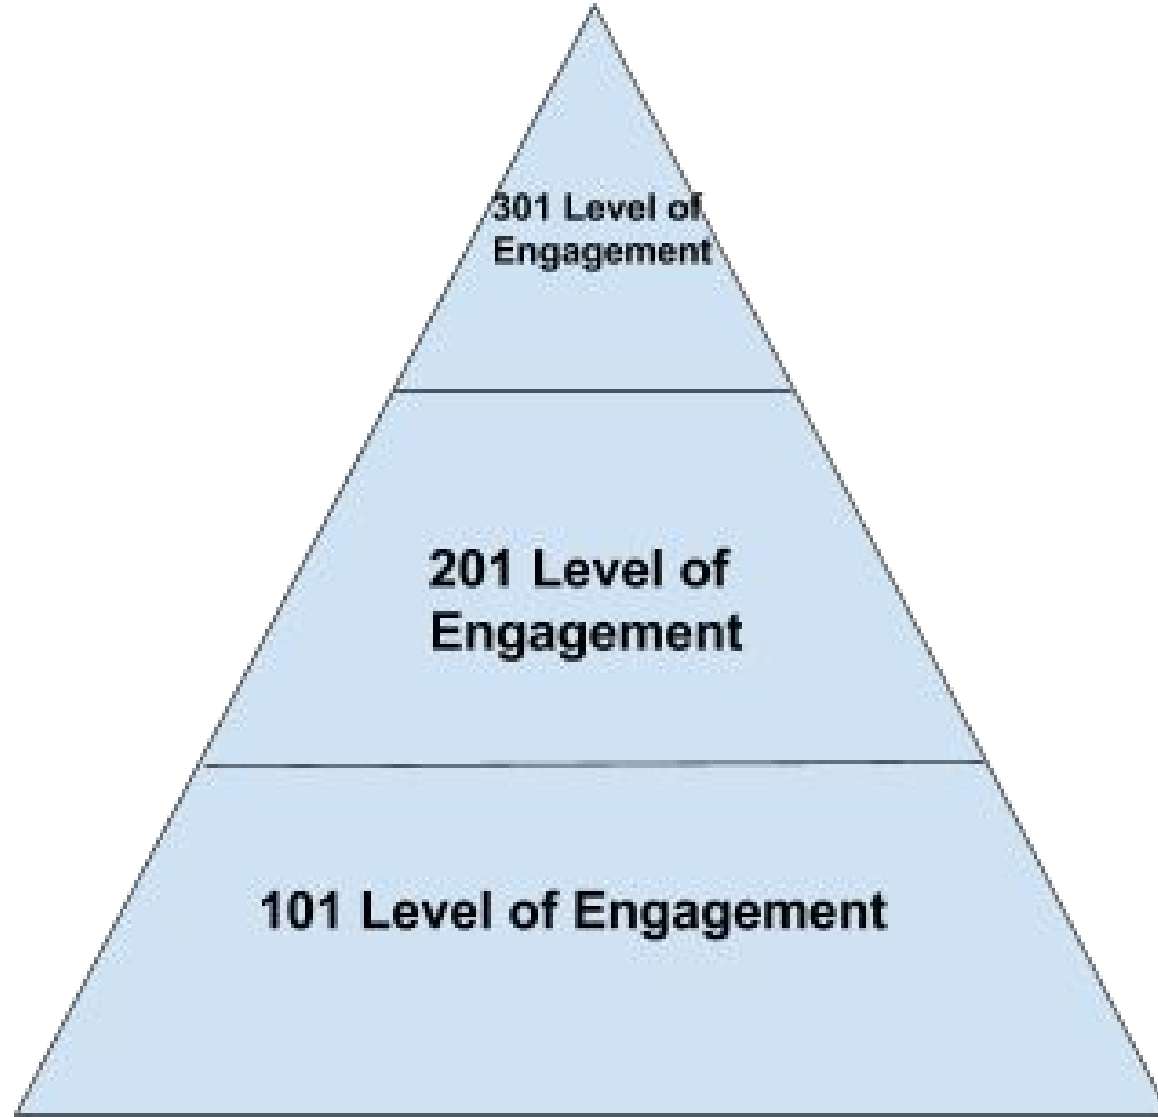 301 Level of
Engagement
201 Level of
Engagement
101 Level of Engagement